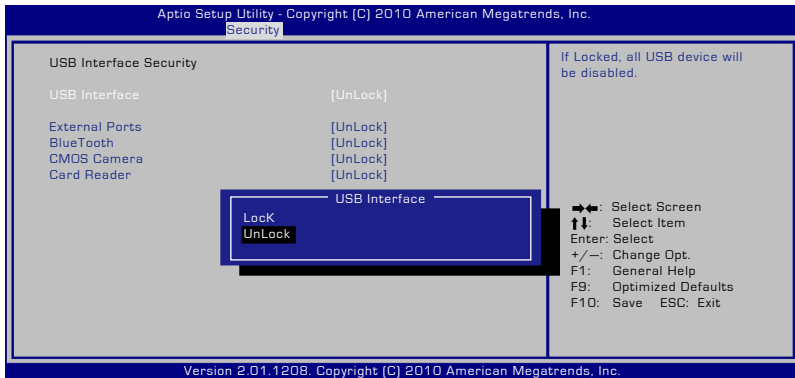 Aptio Setup Utility - Copyright (C) 2010 American Megatrends, Inc.
Security
USB Interface Security
USB Interface [UnLock]
External Ports [UnLock]
BlueTooth [UnLock]
CMOS Camera [UnLock]
Card Reader [UnLock]
USB Interface
LocK
UnLock
If Locked, all USB device will
be disabled.
→←: Select Screen
↑↓: Select Item
Enter: Select
+/—: Change Opt.
F1: General Help
F9: Optimized Defaults
F10: Save ESC: Exit
Version 2.01.1208. Copyright (C) 2010 American Megatrends, Inc.